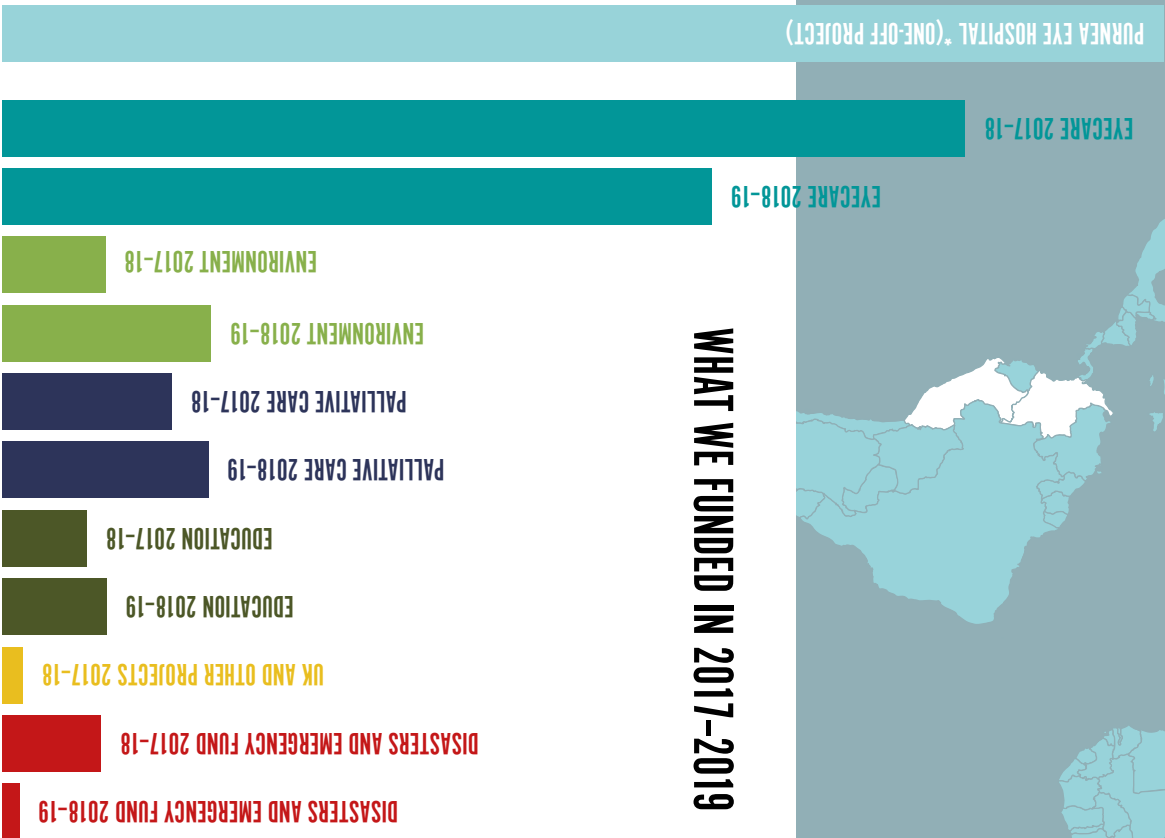 WHAT WE FUNDED IN 2017-2019
PURNEA EYE HOSPITAL *(ONE-OFF PROJECT)
EYECARE 2017-18
EYECARE 2018-19
ENVIRONMENT 2017-18
ENVIRONMENT 2018-19
PALLIATIVE CARE 2017-18
PALLIATIVE CARE 2018-19
EDUCATION 2017-18
EDUCATION 2018-19
UK AND OTHER PROJECTS 2017-18
DISASTERS AND EMERGENCY FUND 2017-18
DISASTERS AND EMERGENCY FUND 2018-19